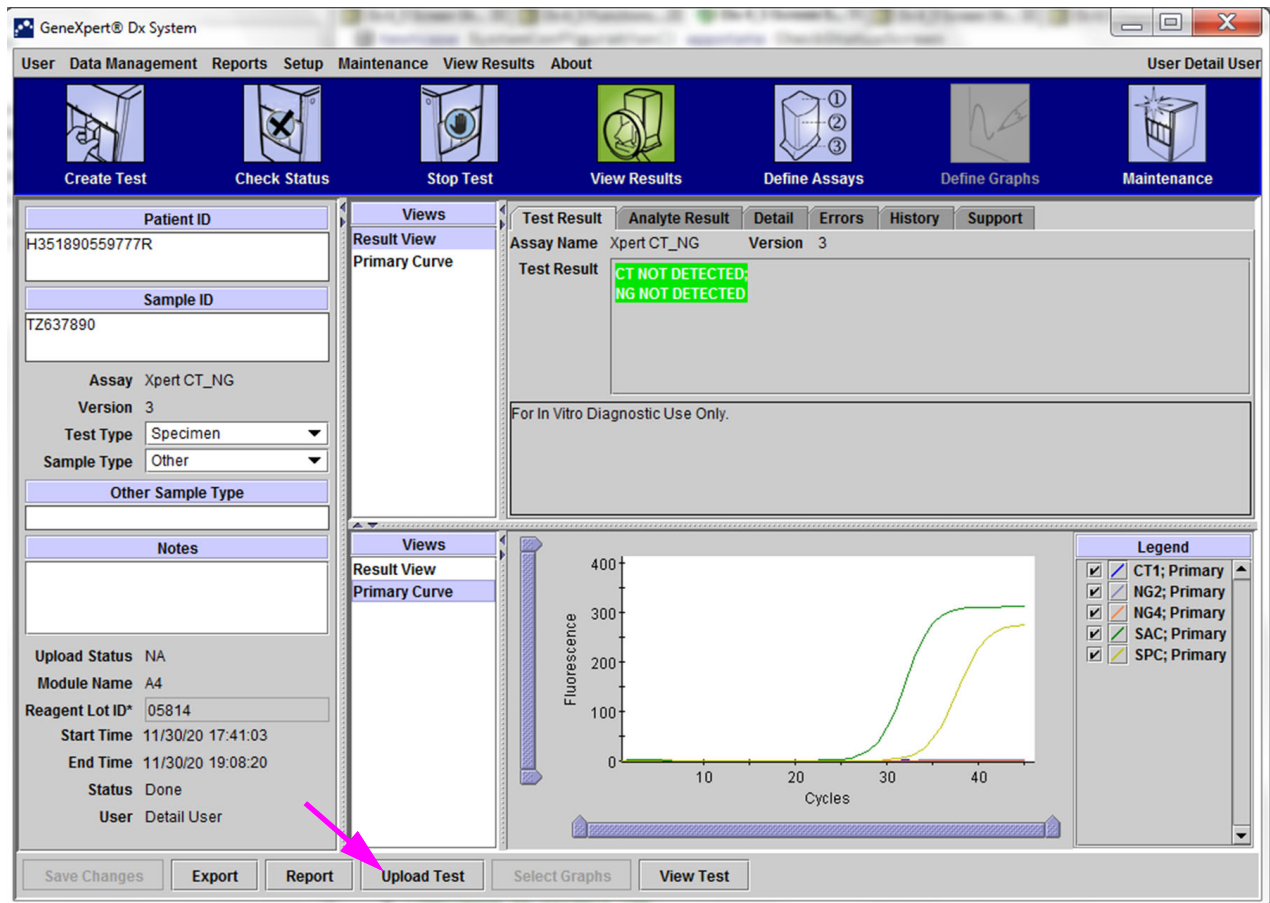 GeneXpert® Dx System
User Data Management Reports Setup Maintenance View Results About User Detail User
Create Test Check Status Stop Test View Results Define Assays Define Graphs Maintenance
1
2
3
Patient ID
H351890559777R
Sample ID
TZ637890
Assay Xpert CT_NG
Version 3
Test Type Specimen
Sample Type Other
Other Sample Type
Notes
Upload Status NA
Module Name A4
Reagent Lot ID* 05814
Start Time 11/30/20 17:41:03
End Time 11/30/20 19:08:20
Status Done
User Detail User
Views
Result View
Primary Curve
Test Result Analyte Result Detail Errors History Support
Assay Name Xpert CT_NG Version 3
Test Result CT NOT DETECTED;
NG NOT DETECTED
For In Vitro Diagnostic Use Only.
Views
Result View
Primary Curve
400
300
200
100
0
Fluorescence
10 20 30 40
Cycles
Legend
CT1; Primary
NG2; Primary
NG4; Primary
SAC; Primary
SPC; Primary
Save Changes Export Report Upload Test Select Graphs View Test